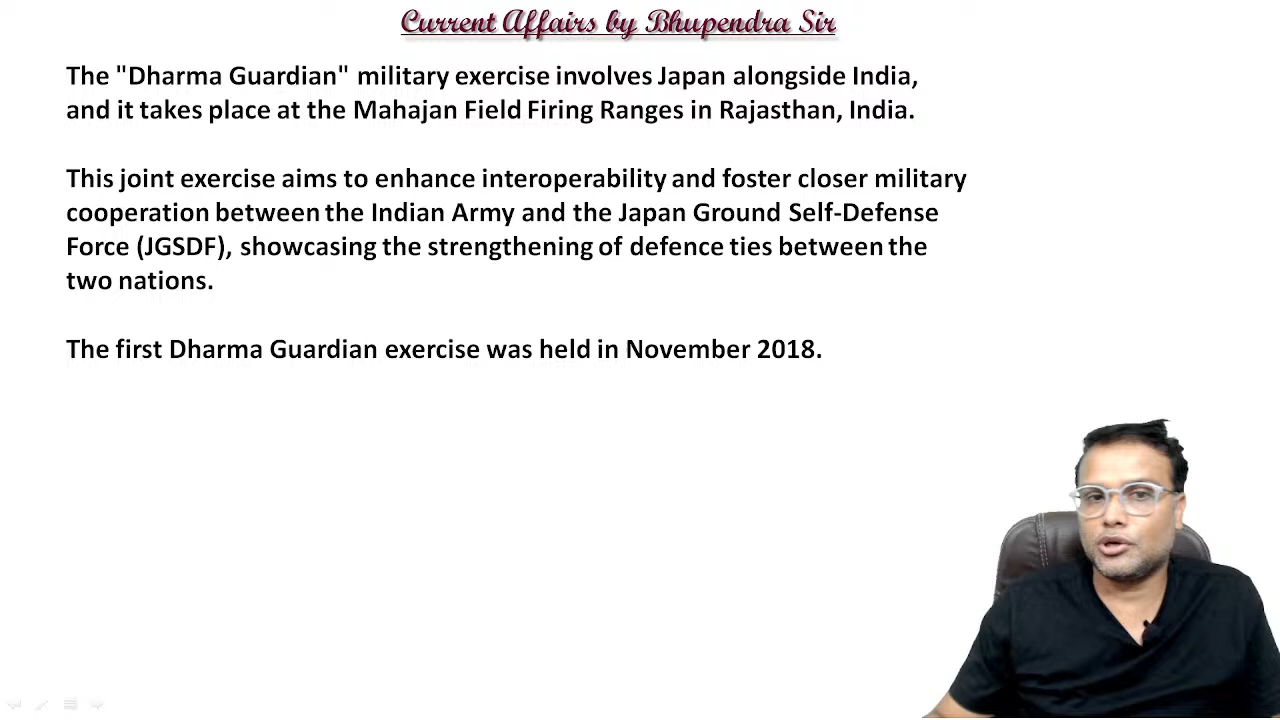 Current Affairs by Bhupendra Sir
The "Dharma Guardian" military exercise involves Japan alongside India,
and it takes place at the Mahajan Field Firing Ranges in Rajasthan, India.
This joint exercise aims to enhance interoperability and foster closer military
cooperation between the Indian Army and the Japan Ground Self-Defense
Force (JGSDF), showcasing the strengthening of defence ties between the
two nations.
The first Dharma Guardian exercise was held in November 2018.